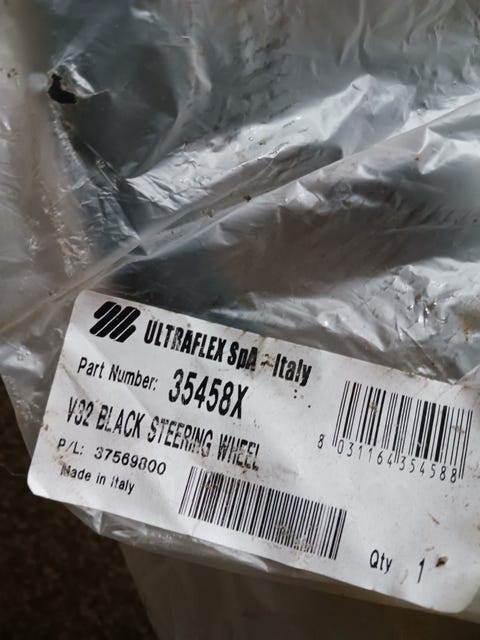 ULTRAFLEX SpA - Italy
Part Number: 35458X
V32 BLACK STEERING WHEEL
P/L: 37569800
Made in Italy
8 031164 354588
Qty 1